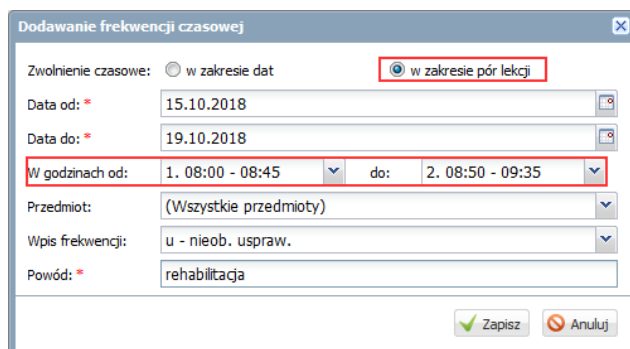 Dodawanie frekwencji czasowej
Zwolnienie czasowe: w zakresie dat w zakresie pór lekcji
Data od: * 15.10.2018
Data do: * 19.10.2018
W godzinach od: 1. 08:00 - 08:45 do: 2. 08:50 - 09:35
Przedmiot: (Wszystkie przedmioty)
Wpis frekwencji: u - nieob. uspraw.
Powód: * rehabilitacja
Zapisz Anuluj